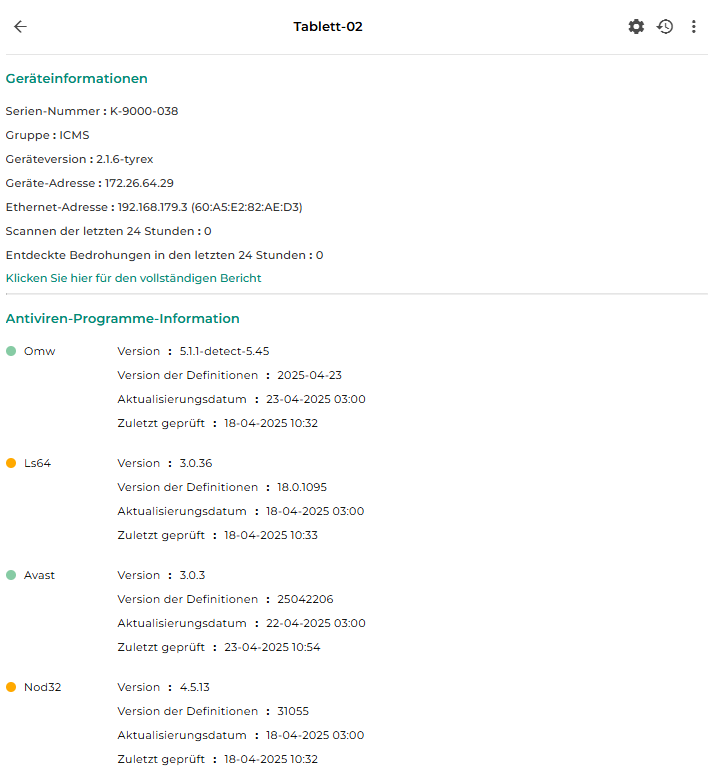 Tablett-02
Geräteinformationen
Serien-Nummer : K-9000-038
Gruppe : ICMS
Geräteversion : 2.1.6-tyrex
Geräte-Adresse : 172.26.64.29
Ethernet-Adresse : 192.168.179.3 (60:A5:E2:82:AE:D3)
Scannen der letzten 24 Stunden : 0
Entdeckte Bedrohungen in den letzten 24 Stunden : 0
Klicken Sie hier für den vollständigen Bericht
Antiviren-Programme-Information
Omw Version : 5.1.1-detect-5.45
Version der Definitionen : 2025-04-23
Aktualisierungsdatum : 23-04-2025 03:00
Zuletzt geprüft : 18-04-2025 10:32
Ls64 Version : 3.0.36
Version der Definitionen : 18.0.1095
Aktualisierungsdatum : 18-04-2025 03:00
Zuletzt geprüft : 18-04-2025 10:33
Avast Version : 3.0.3
Version der Definitionen : 25042206
Aktualisierungsdatum : 22-04-2025 03:00
Zuletzt geprüft : 23-04-2025 10:54
Nod32 Version : 4.5.13
Version der Definitionen : 31055
Aktualisierungsdatum : 18-04-2025 03:00
Zuletzt geprüft : 18-04-2025 10:32